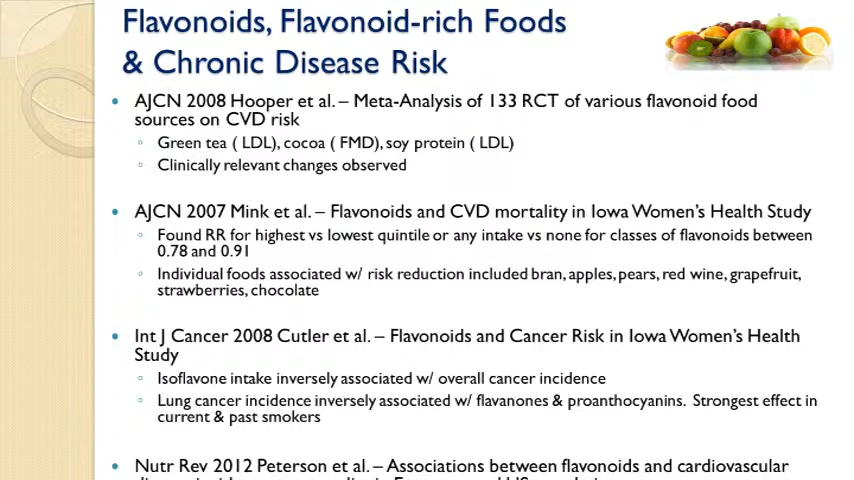 Flavonoids, Flavonoid-rich Foods
& Chronic Disease Risk
• AJCN 2008 Hooper et al. – Meta-Analysis of 133 RCT of various flavonoid food
sources on CVD risk
◦ Green tea ( LDL), cocoa ( FMD), soy protein ( LDL)
◦ Clinically relevant changes observed
• AJCN 2007 Mink et al. – Flavonoids and CVD mortality in Iowa Women's Health Study
◦ Found RR for highest vs lowest quintile or any intake vs none for classes of flavonoids between
0.78 and 0.91
◦ Individual foods associated w/ risk reduction included bran, apples, pears, red wine, grapefruit,
strawberries, chocolate
• Int J Cancer 2008 Cutler et al. – Flavonoids and Cancer Risk in Iowa Women's Health
Study
◦ Isoflavone intake inversely associated w/ overall cancer incidence
◦ Lung cancer incidence inversely associated w/ flavanones & proanthocyanins. Strongest effect in
current & past smokers
• Nutr Rev 2012 Peterson et al. – Associations between flavonoids and cardiovascular